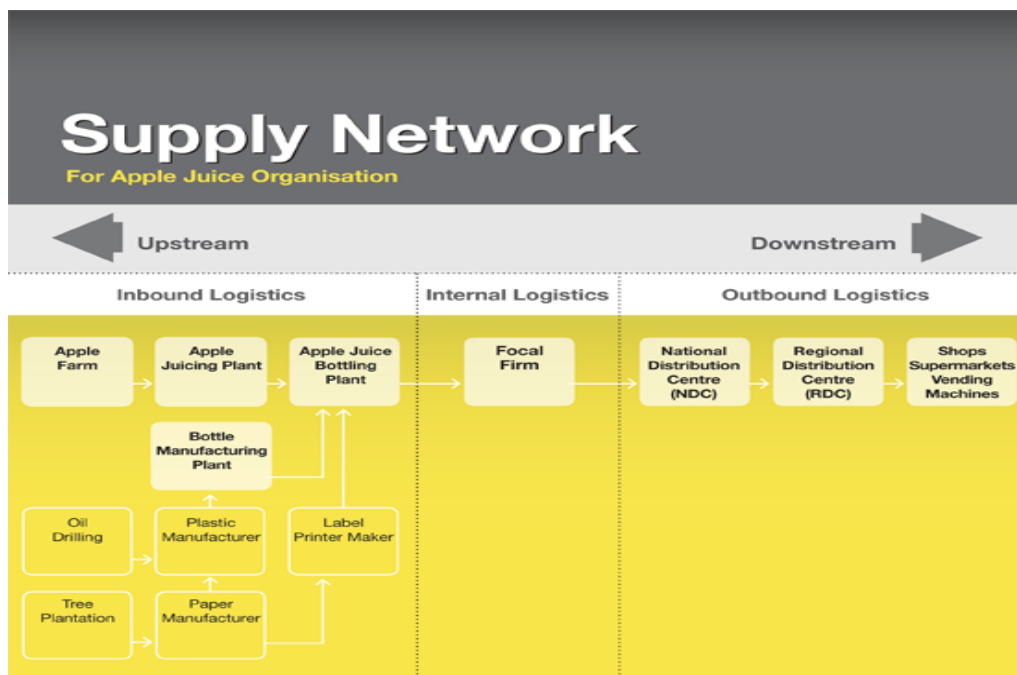 Supply Network
For Apple Juice Organisation
Upstream
Downstream
Inbound Logistics
Internal Logistics
Outbound Logistics
Apple
Farm
Apple
Juicing Plant
Apple Juice
Bottling
Plant
Focal
Firm
National
Distribution
Centre
(NDC)
Regional
Distribution
Centre
(RDC)
Shops
Supermarkets
Vending
Machines
Bottle
Manufacturing
Plant
Oil
Drilling
Plastic
Manufacturer
Label
Printer Maker
Tree
Plantation
Paper
Manufacturer